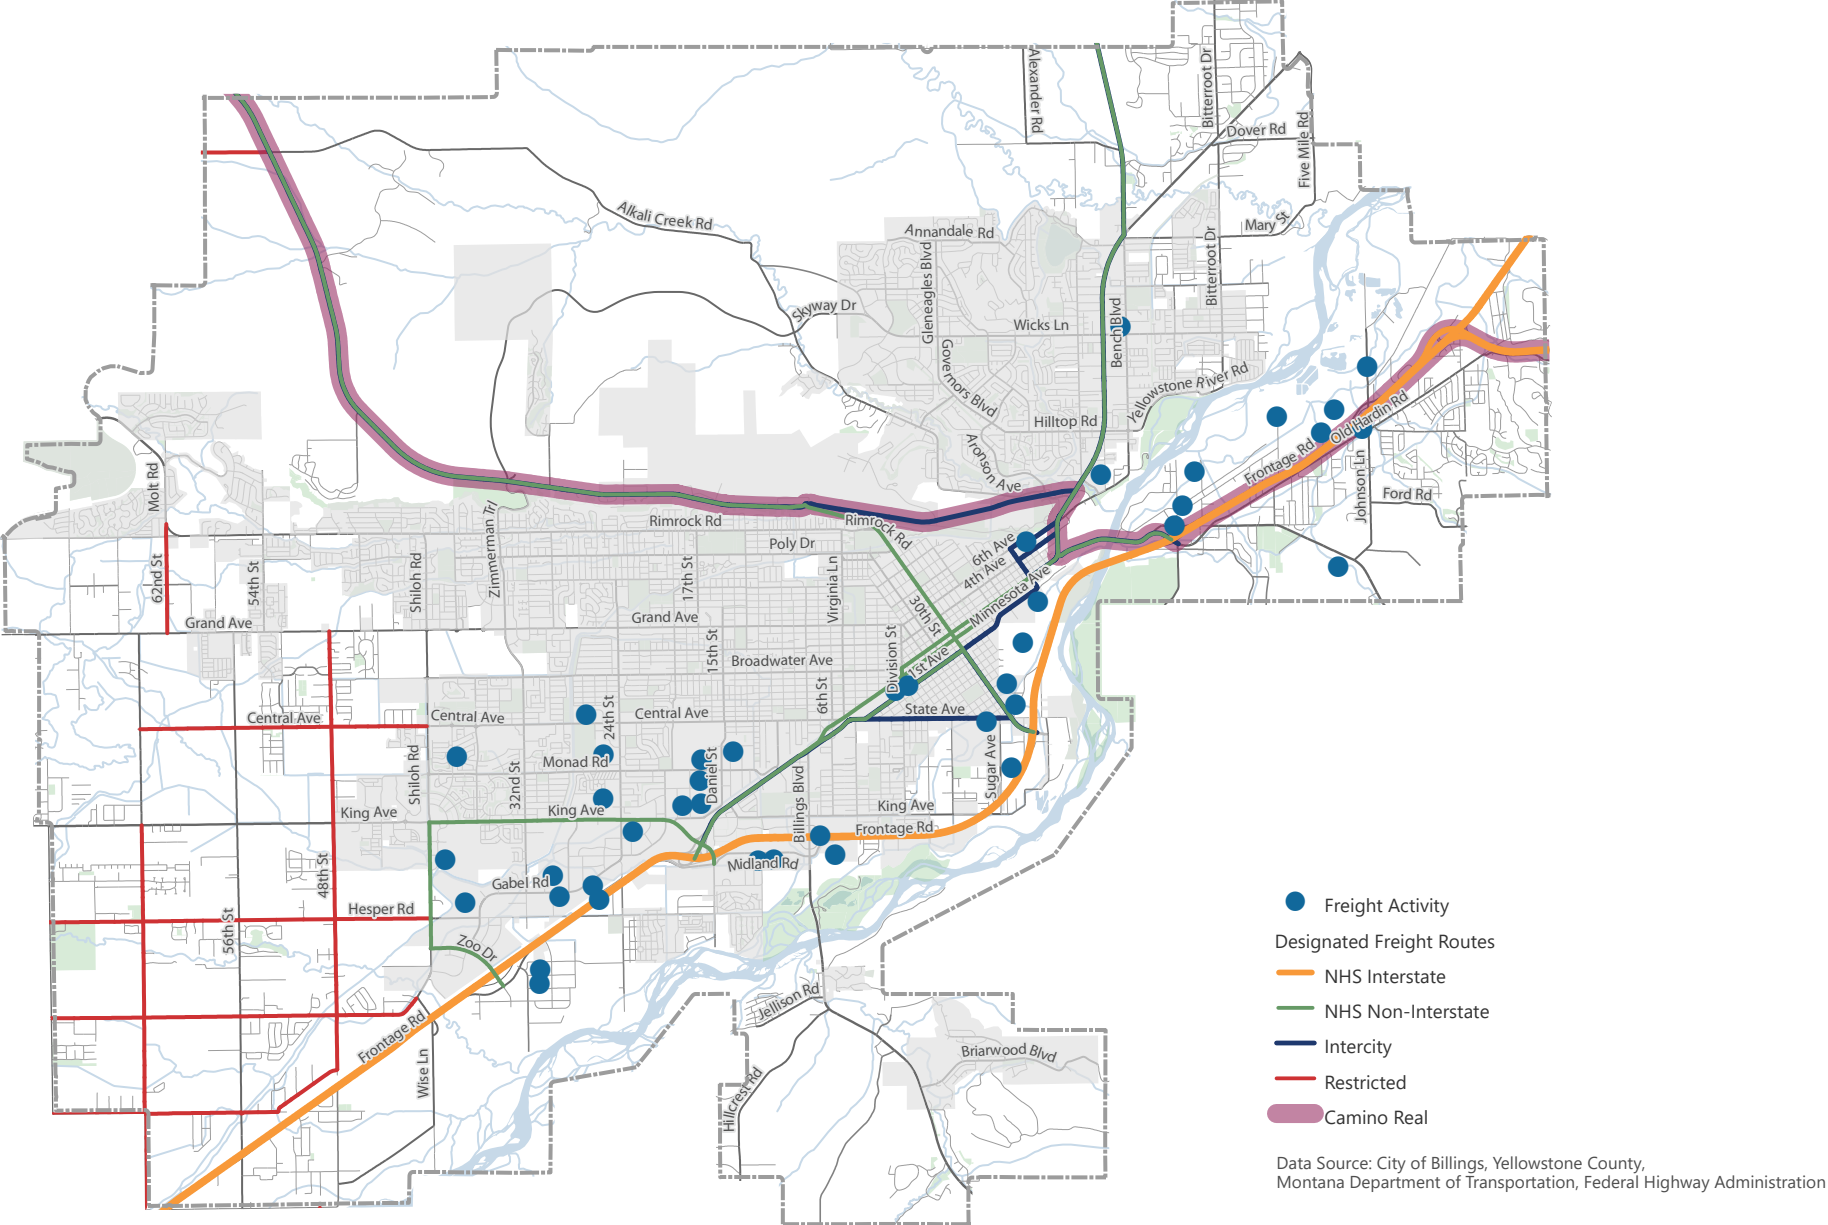 Alexander Rd
Bitterroot Dr
Dover Rd
Five Mile Rd
Alkali Creek Rd
Annandale Rd
Mary St
Gleneagles Blvd
Bitterroot Dr
Skyway Dr
Wicks Ln
Bench Blvd
Governors Blvd
Yellowstone River Rd
Hilltop Rd
Old Hardin Rd
Aronson Ave
Frontage Rd
Molt Rd
Johnson Ln
Ford Rd
Zimmerman Trl
Rimrock Rd
Rimrock Rd
Poly Dr
6th Ave
4th Ave
62nd St
54th St
Shiloh Rd
17th St
Virginia Ln
Minnesota Ave
30th St
Grand Ave
Grand Ave
15th St
Broadwater Ave
Division St
1st Ave
6th St
Central Ave
Central Ave
24th St
Central Ave
State Ave
Shiloh Rd
Monad Rd
Daniel St
Sugar Ave
32nd St
Billings Blvd
King Ave
King Ave
King Ave
Frontage Rd
48th St
Midland Rd
Gabel Rd
Hesper Rd
56th St
Zoo Dr
Frontage Rd
Jellison Rd
Wise Ln
Hillcrest Rd
Briarwood Blvd
Freight Activity
Designated Freight Routes
NHS Interstate
NHS Non-Interstate
Intercity
Restricted
Camino Real
Data Source: City of Billings, Yellowstone County,
Montana Department of Transportation, Federal Highway Administration